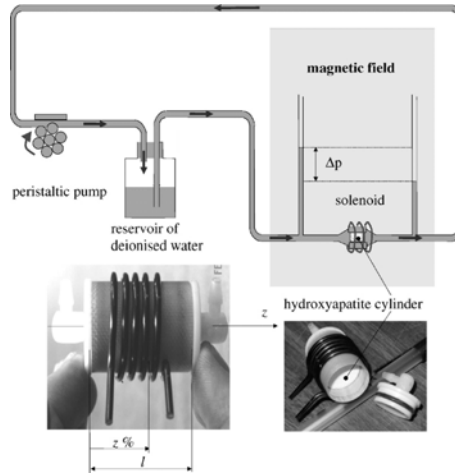 magnetic field
Δp
peristaltic pump
solenoid
reservoir of
deionised water
hydroxyapatite cylinder
z
z %
l